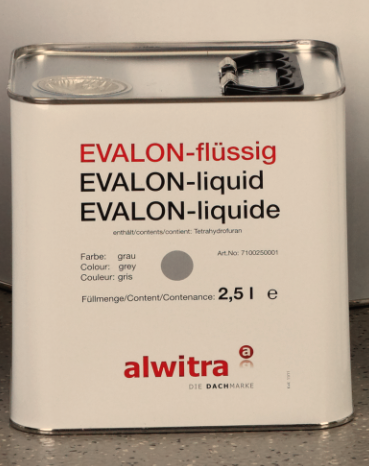 EVALON-flüssig
EVALON-liquid
EVALON-liquide
enthält/contents/contient: Tetrahydrofuran
Farbe: grau
Art.No: 7100250001
Colour: grey
Couleur: gris
Füllmenge/Content/Contenance: 2,5 l e
alwitra a
DIE DACHMARKE